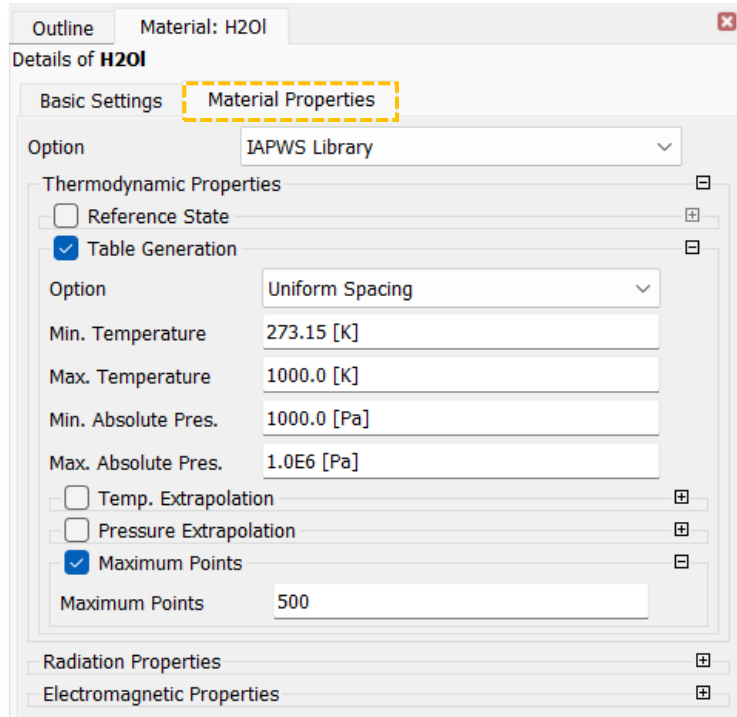 Outline Material: H2Ol
Details of H2Ol
Basic Settings Material Properties
Option IAPWS Library
Thermodynamic Properties
Reference State
Table Generation
Option Uniform Spacing
Min. Temperature 273.15 [K]
Max. Temperature 1000.0 [K]
Min. Absolute Pres. 1000.0 [Pa]
Max. Absolute Pres. 1.0E6 [Pa]
Temp. Extrapolation
Pressure Extrapolation
Maximum Points
Maximum Points 500
Radiation Properties
Electromagnetic Properties